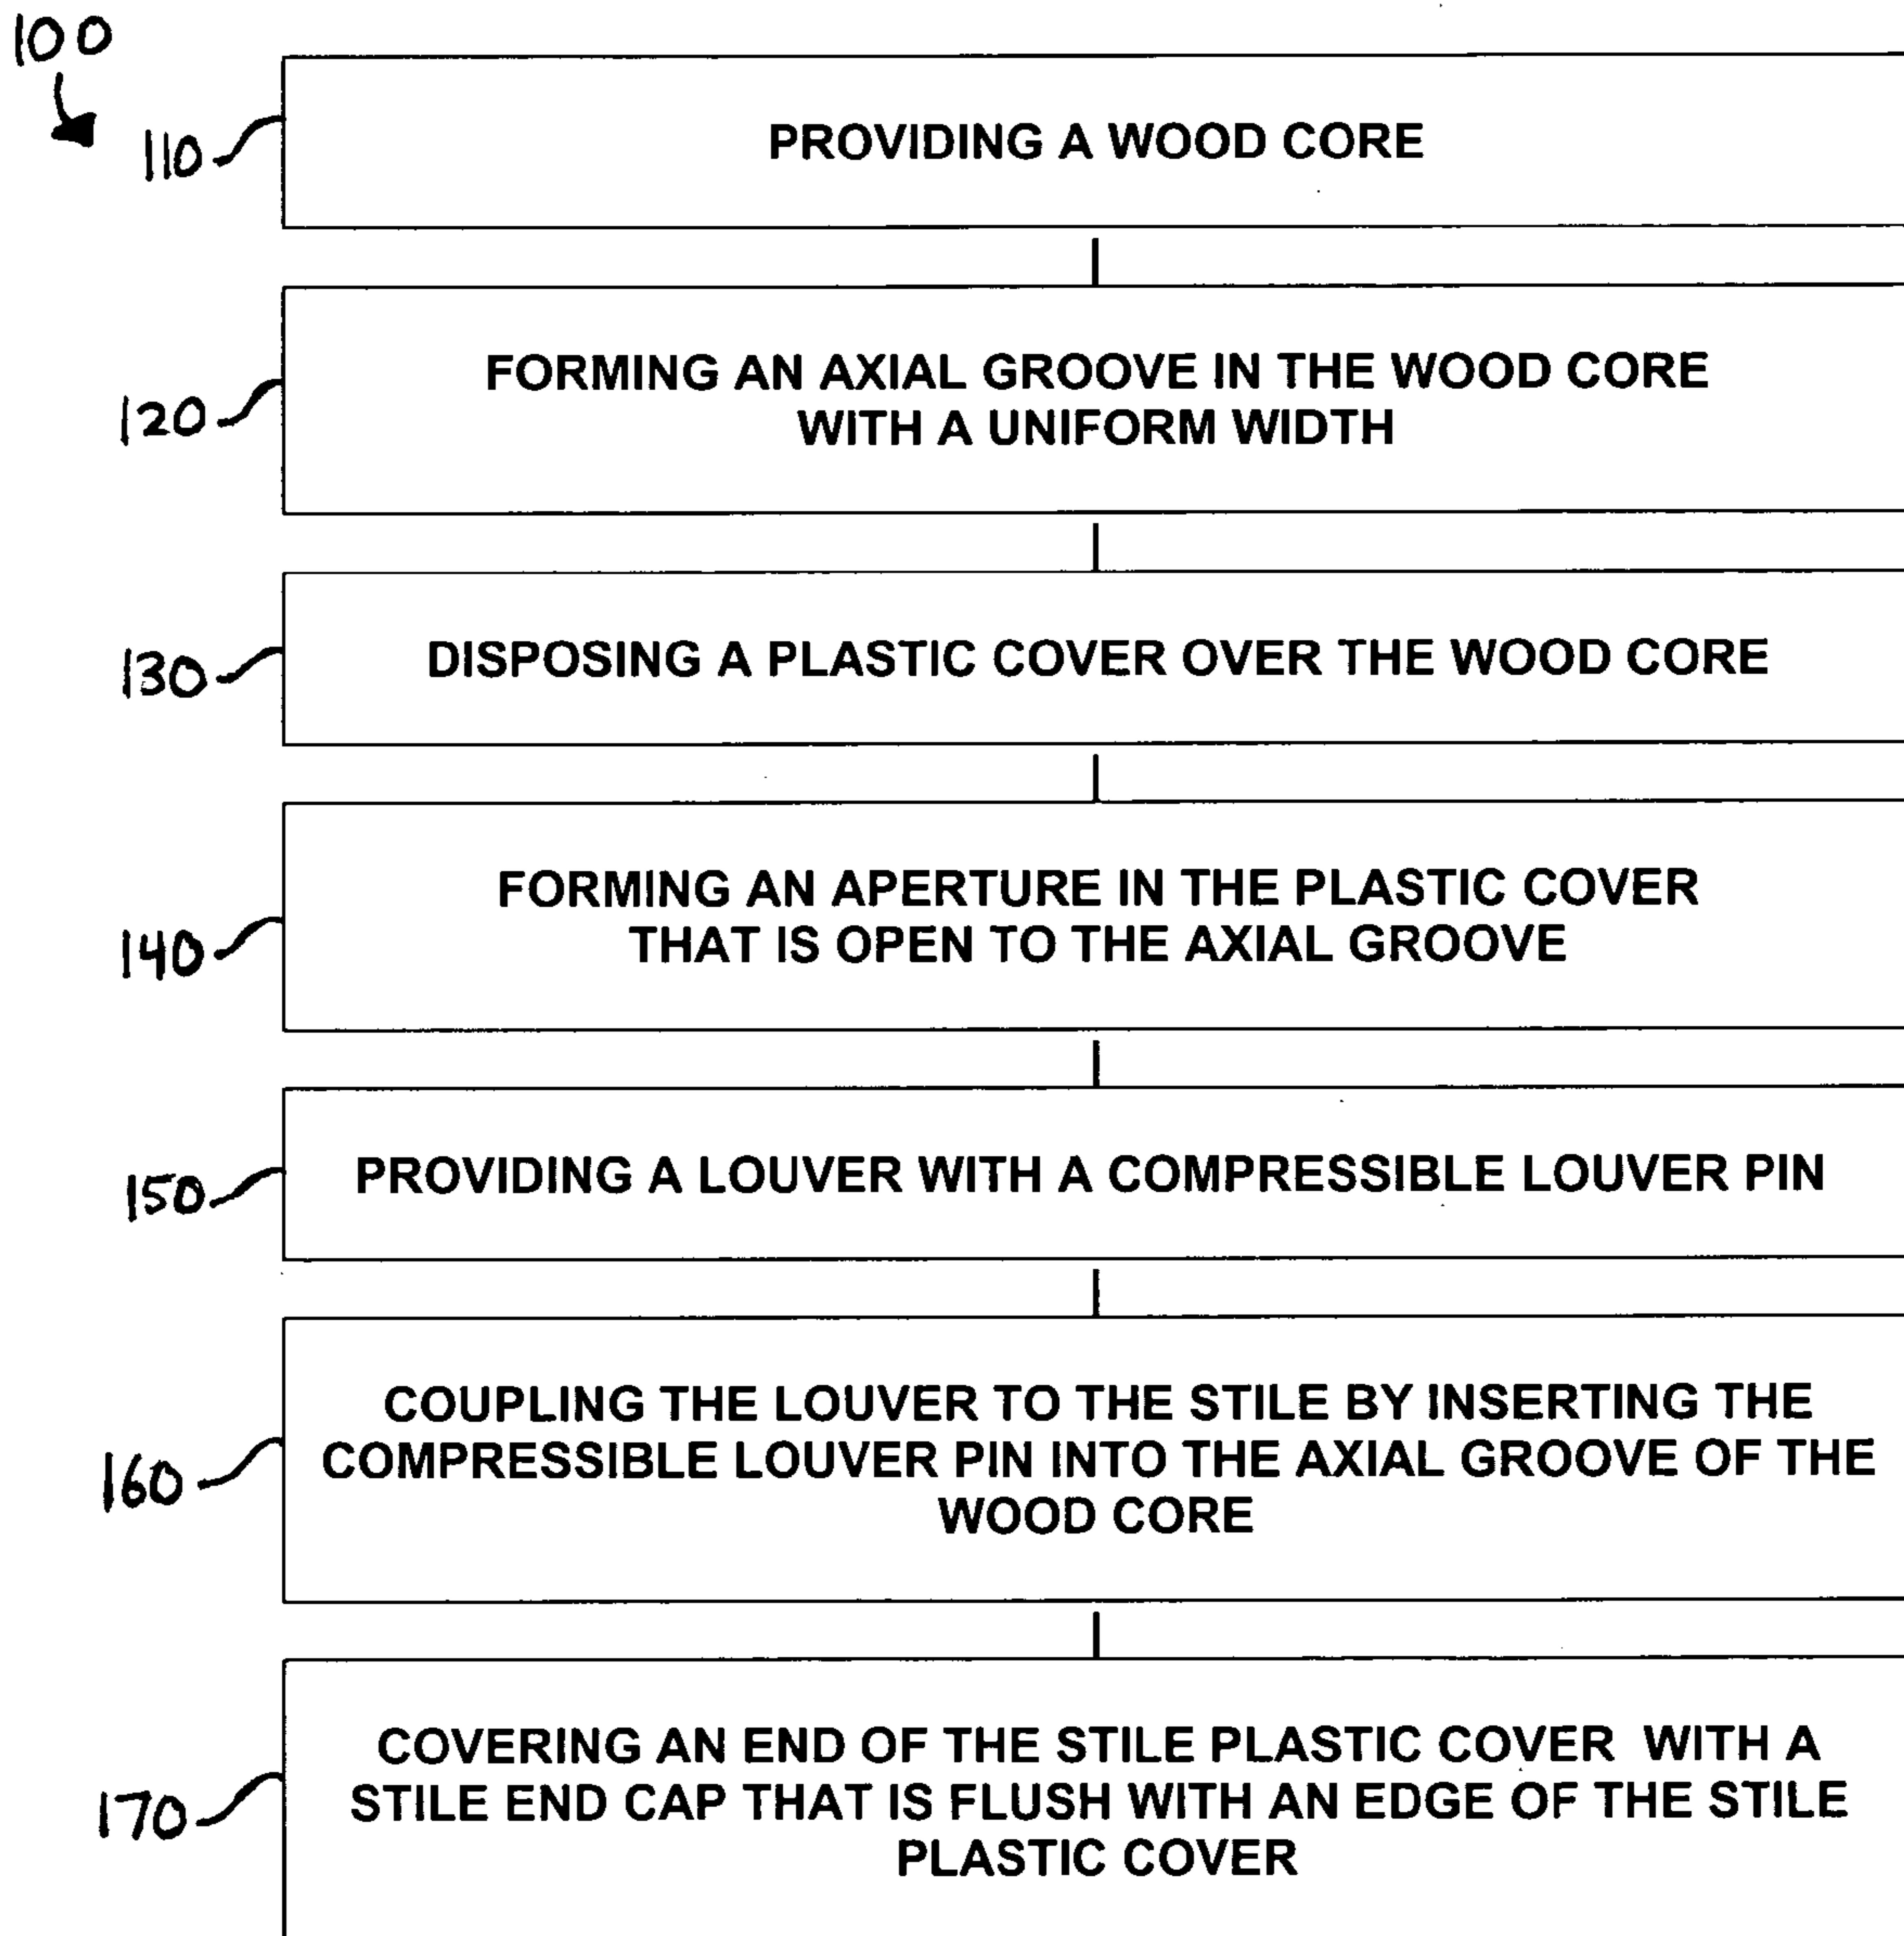 100
110
PROVIDING A WOOD CORE
120
FORMING AN AXIAL GROOVE IN THE WOOD CORE
WITH A UNIFORM WIDTH
130
DISPOSING A PLASTIC COVER OVER THE WOOD CORE
140
FORMING AN APERTURE IN THE PLASTIC COVER
THAT IS OPEN TO THE AXIAL GROOVE
150
PROVIDING A LOUVER WITH A COMPRESSIBLE LOUVER PIN
160
COUPLING THE LOUVER TO THE STILE BY INSERTING THE
COMPRESSIBLE LOUVER PIN INTO THE AXIAL GROOVE OF THE
WOOD CORE
170
COVERING AN END OF THE STILE PLASTIC COVER WITH A
STILE END CAP THAT IS FLUSH WITH AN EDGE OF THE STILE
PLASTIC COVER